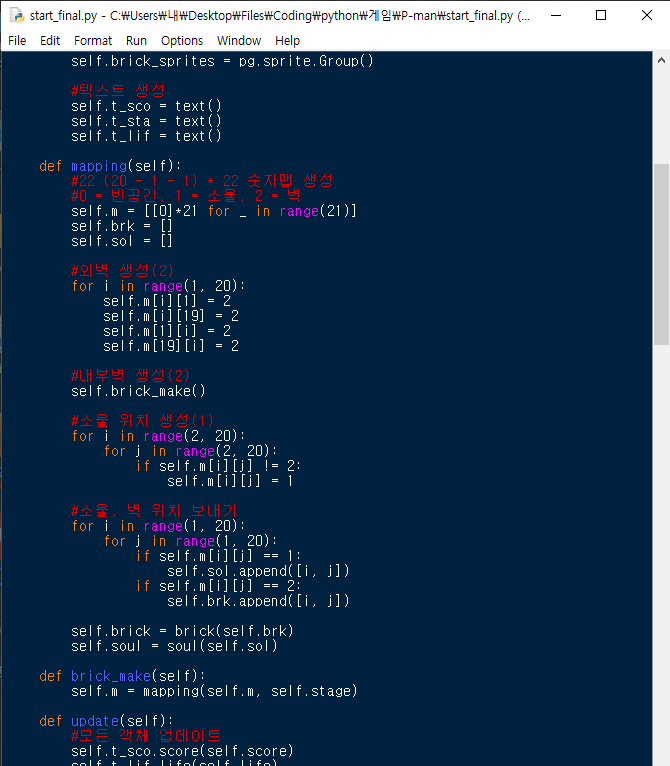 start_final.py - C:₩Users₩내₩Desktop₩Files₩Coding₩python₩게임₩P-man₩start_final.py (...
File Edit Format Run Options Window Help
self.brick_sprites = pg.sprite.Group()
#텍스트 생성
self.t_sco = text()
self.t_sta = text()
self.t_lif = text()
def mapping(self):
#22 (20 - 1 - 1) * 22 숫자맵 생성
#0 = 빈공간, 1 = 소울, 2 = 벽
self.m = [[0]*21 for _ in range(21)]
self.brk = []
self.sol = []
#외벽 생성(2)
for i in range(1, 20):
self.m[i][1] = 2
self.m[i][19] = 2
self.m[1][i] = 2
self.m[19][i] = 2
#내부벽 생성(2)
self.brick_make()
#소울 위치 생성(1)
for i in range(2, 20):
for j in range(2, 20):
if self.m[i][j] != 2:
self.m[i][j] = 1
#소울, 벽 위치 보내기
for i in range(1, 20):
for j in range(1, 20):
if self.m[i][j] == 1:
self.sol.append([i, j])
if self.m[i][j] == 2:
self.brk.append([i, j])
self.brick = brick(self.brk)
self.soul = soul(self.sol)
def brick_make(self):
self.m = mapping(self.m, self.stage)
def update(self):
#모든 객체 업데이트
self.t_sco.score(self.score)
self.t_lif.life(self.life)